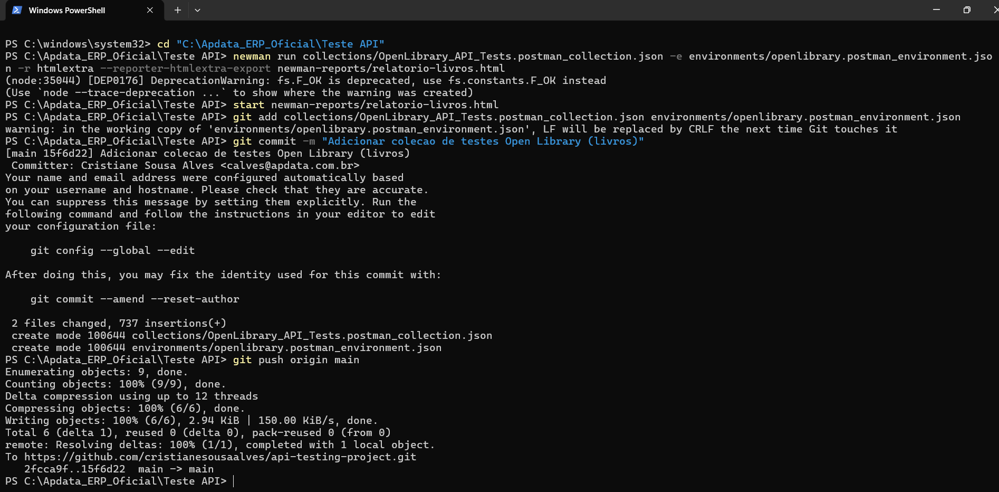 Windows PowerShell
PS C:\windows\system32> cd "C:\Apdata_ERP_Oficial\Teste API"
PS C:\Apdata_ERP_Oficial\Teste API> newman run collections/OpenLibrary_API_Tests.postman_collection.json -e environments/openlibrary.postman_environment.jso
n -r htmlextra --reporter-htmlextra-export newman-reports/relatorio-livros.html
(node:35044) [DEP0176] DeprecationWarning: fs.F_OK is deprecated, use fs.constants.F_OK instead
(Use `node --trace-deprecation ...` to show where the warning was created)
PS C:\Apdata_ERP_Oficial\Teste API> start newman-reports/relatorio-livros.html
PS C:\Apdata_ERP_Oficial\Teste API> git add collections/OpenLibrary_API_Tests.postman_collection.json environments/openlibrary.postman_environment.json
warning: in the working copy of 'environments/openlibrary.postman_environment.json', LF will be replaced by CRLF the next time Git touches it
PS C:\Apdata_ERP_Oficial\Teste API> git commit -m "Adicionar colecao de testes Open Library (livros)"
[main 15f6d22] Adicionar colecao de testes Open Library (livros)
 Committer: Cristiane Sousa Alves <calves@apdata.com.br>
Your name and email address were configured automatically based
on your username and hostname. Please check that they are accurate.
You can suppress this message by setting them explicitly. Run the
following command and follow the instructions in your editor to edit
your configuration file:
    git config --global --edit
After doing this, you may fix the identity used for this commit with:
    git commit --amend --reset-author
 2 files changed, 737 insertions(+)
 create mode 100644 collections/OpenLibrary_API_Tests.postman_collection.json
 create mode 100644 environments/openlibrary.postman_environment.json
PS C:\Apdata_ERP_Oficial\Teste API> git push origin main
Enumerating objects: 9, done.
Counting objects: 100% (9/9), done.
Delta compression using up to 12 threads
Compressing objects: 100% (6/6), done.
Writing objects: 100% (6/6), 2.94 KiB | 150.00 KiB/s, done.
Total 6 (delta 1), reused 0 (delta 0), pack-reused 0 (from 0)
remote: Resolving deltas: 100% (1/1), completed with 1 local object.
To https://github.com/cristianesousaalves/api-testing-project.git
   2fcca9f..15f6d22  main -> main
PS C:\Apdata_ERP_Oficial\Teste API>